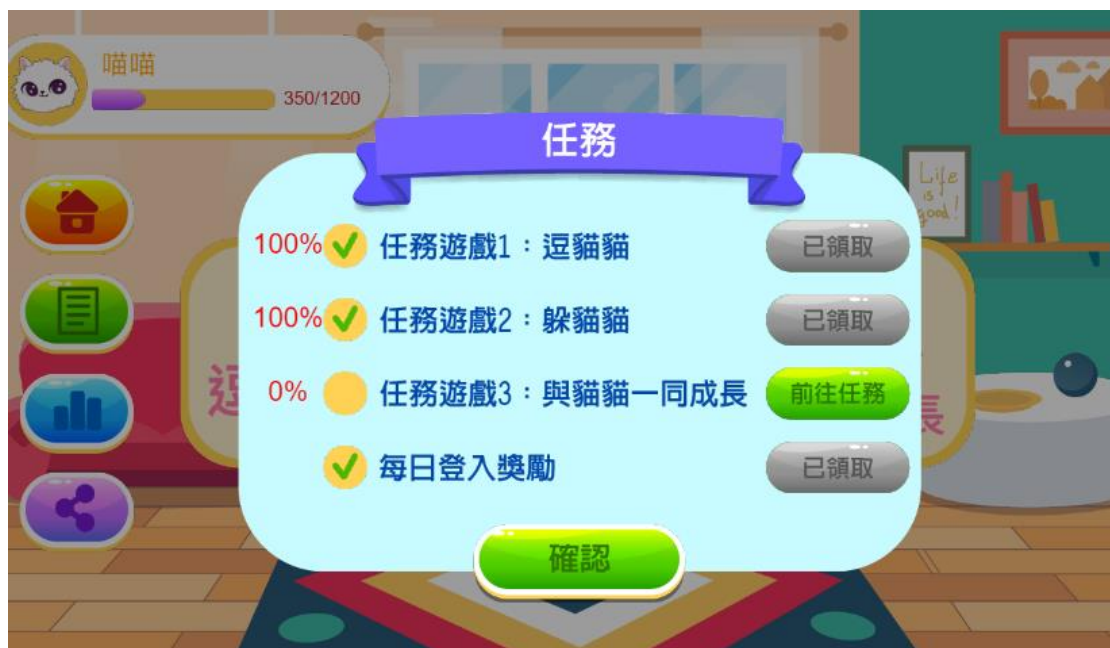 喵喵
350/1200
任務
Life
is
good!
100% 任務遊戲1：逗貓貓 已領取
100% 任務遊戲2：躲貓貓 已領取
0% 任務遊戲3：與貓貓一同成長 前往任務
每日登入獎勵 已領取
逗
長
確認